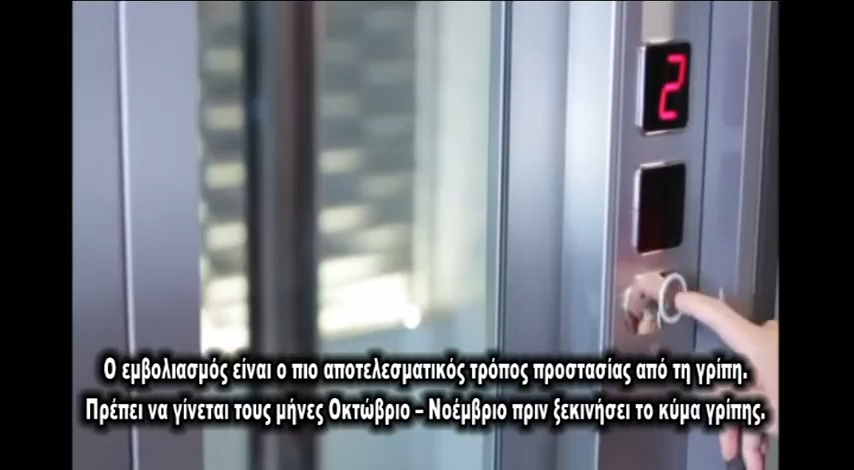 2
Ο εμβολιασμός είναι ο πιο αποτελεσματικός τρόπος προστασίας από τη γρίπη.
Πρέπει να γίνεται τους μήνες Οκτώβριο – Νοέμβριο πριν ξεκινήσει το κύμα γρίπης.